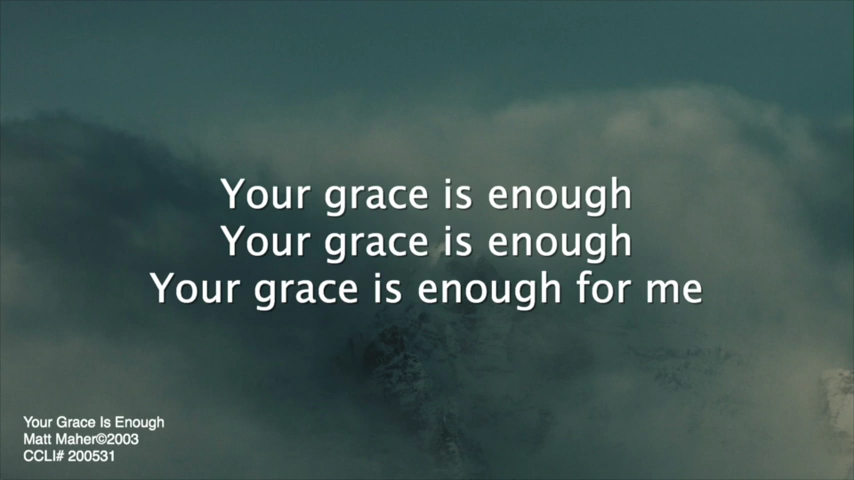 Your grace is enough
Your grace is enough
Your grace is enough for me
Your Grace Is Enough
Matt Maher©2003
CCLI# 200531